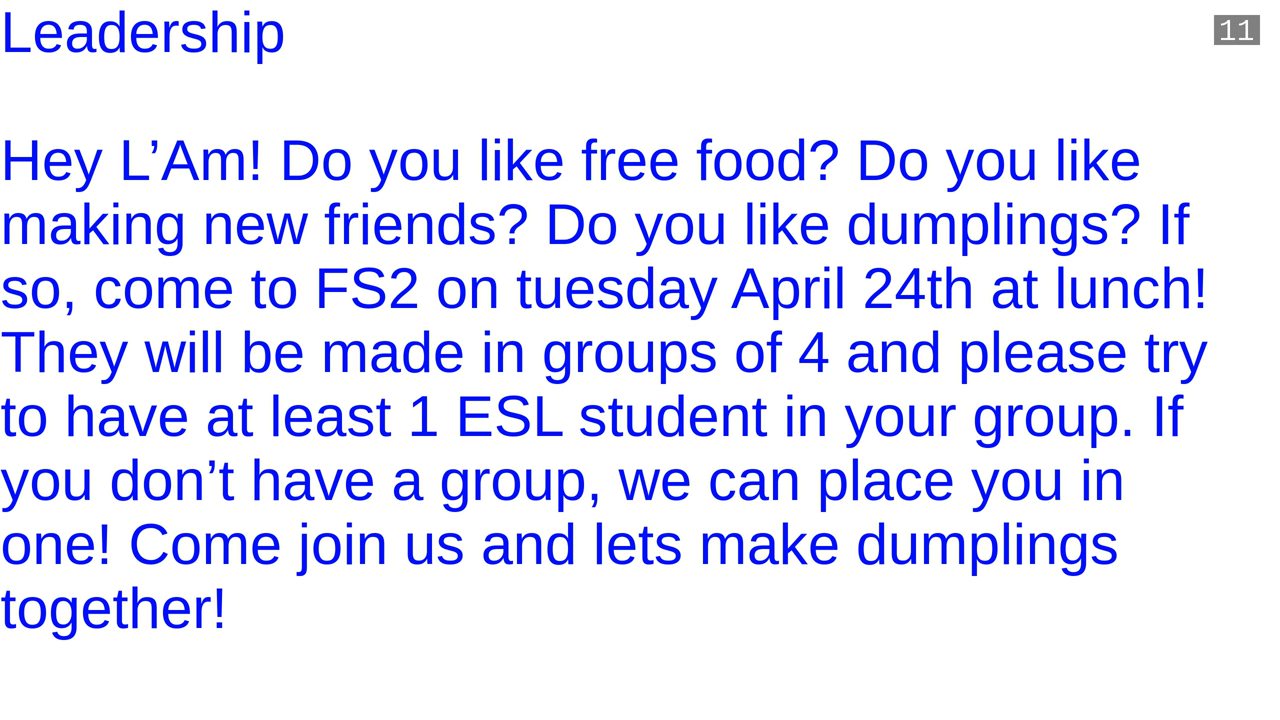 Leadership
11
Hey L’Am! Do you like free food? Do you like
making new friends? Do you like dumplings? If
so, come to FS2 on tuesday April 24th at lunch!
They will be made in groups of 4 and please try
to have at least 1 ESL student in your group. If
you don’t have a group, we can place you in
one! Come join us and lets make dumplings
together!